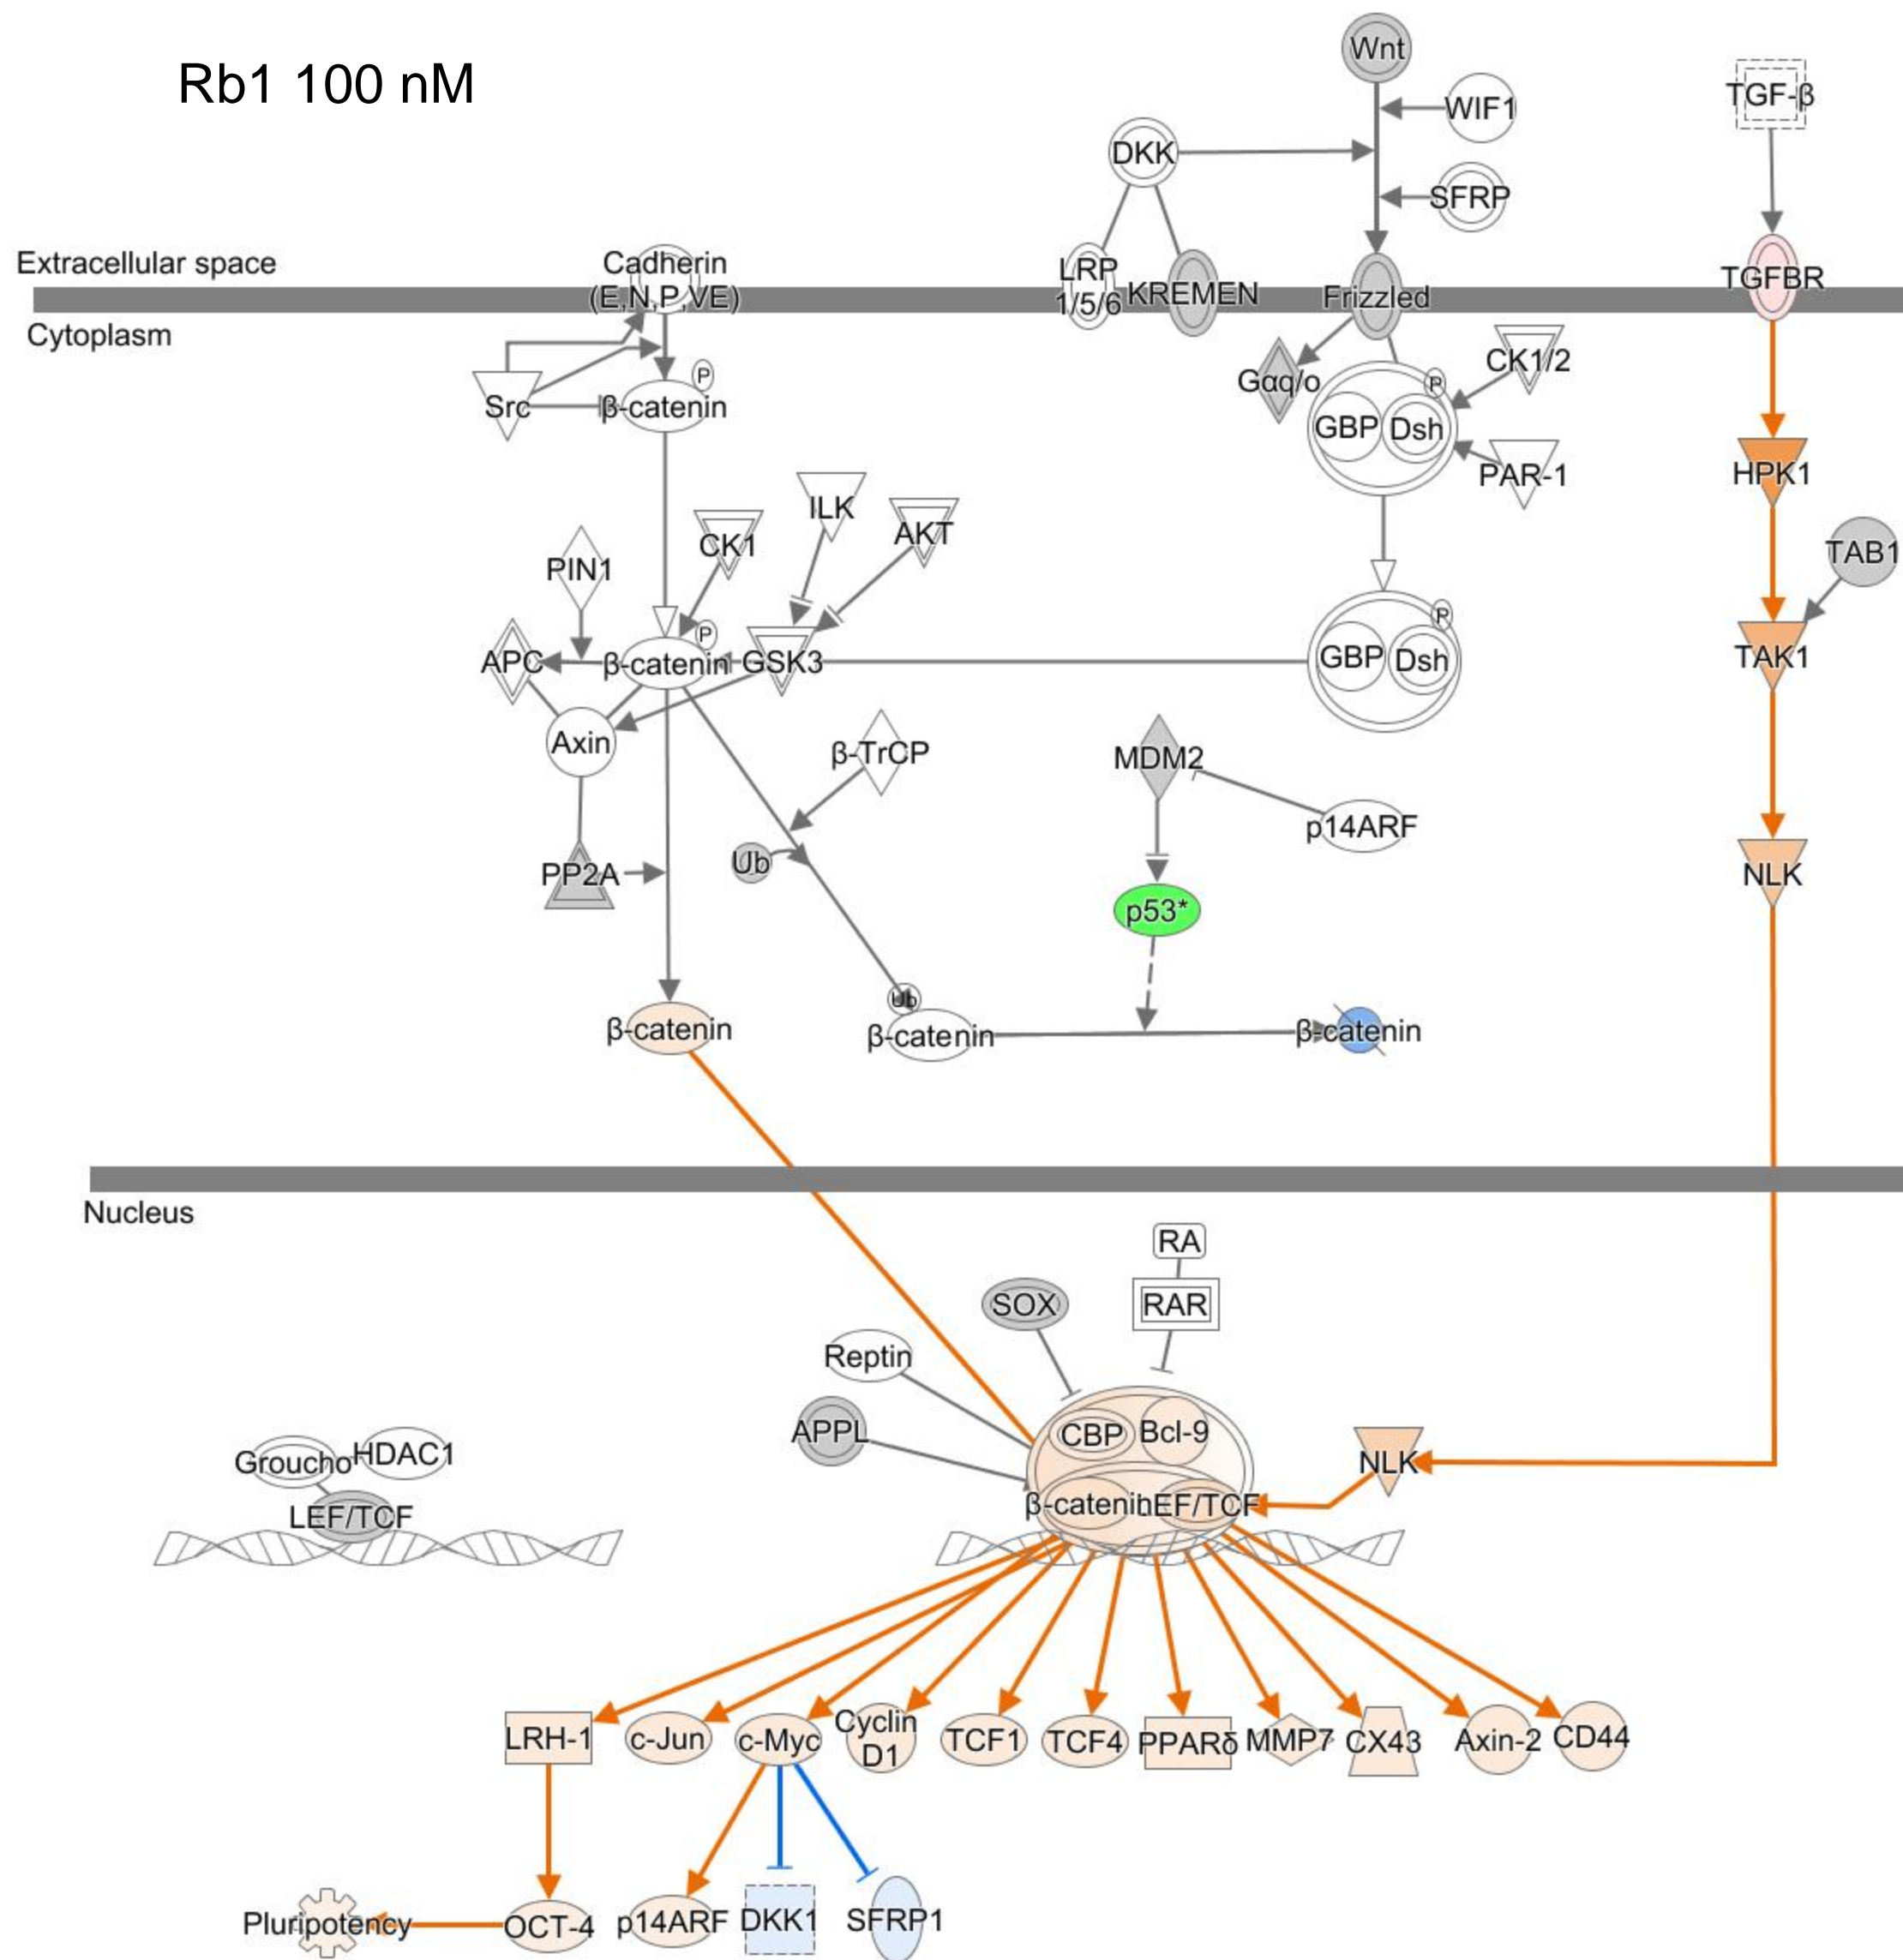 Rb1 100 nM
Wnt
TGF-β
WIF1
DKK
SFRP
Extracellular space
Cadherin
(E,N,P,VE)
LRP
1/5/6
KREMEN
Frizzled
TGFBR
Cytoplasm
CK1/2
P
Gαq/o
P
Src
β-catenin
GBP
Dsh
PAR-1
HPK1
ILK
AKT
CK1
PIN1
TAB1
P
P
APC
β-catenin
GSK3
GBP
Dsh
TAK1
Axin
β-TrCP
MDM2
p14ARF
Ub
PP2A
NLK
p53*
Ub
β-catenin
β-catenin
β-catenin
Nucleus
RA
SOX
RAR
Reptin
APPL
CBP
Bcl-9
Groucho
HDAC1
NLK
LEF/TCF
β-catenin
LEF/TCF
LRH-1
c-Jun
c-Myc
Cyclin
D1
TCF1
TCF4
PPARδ
MMP7
CX43
Axin-2
CD44
Pluripotency
OCT-4
p14ARF
DKK1
SFRP1